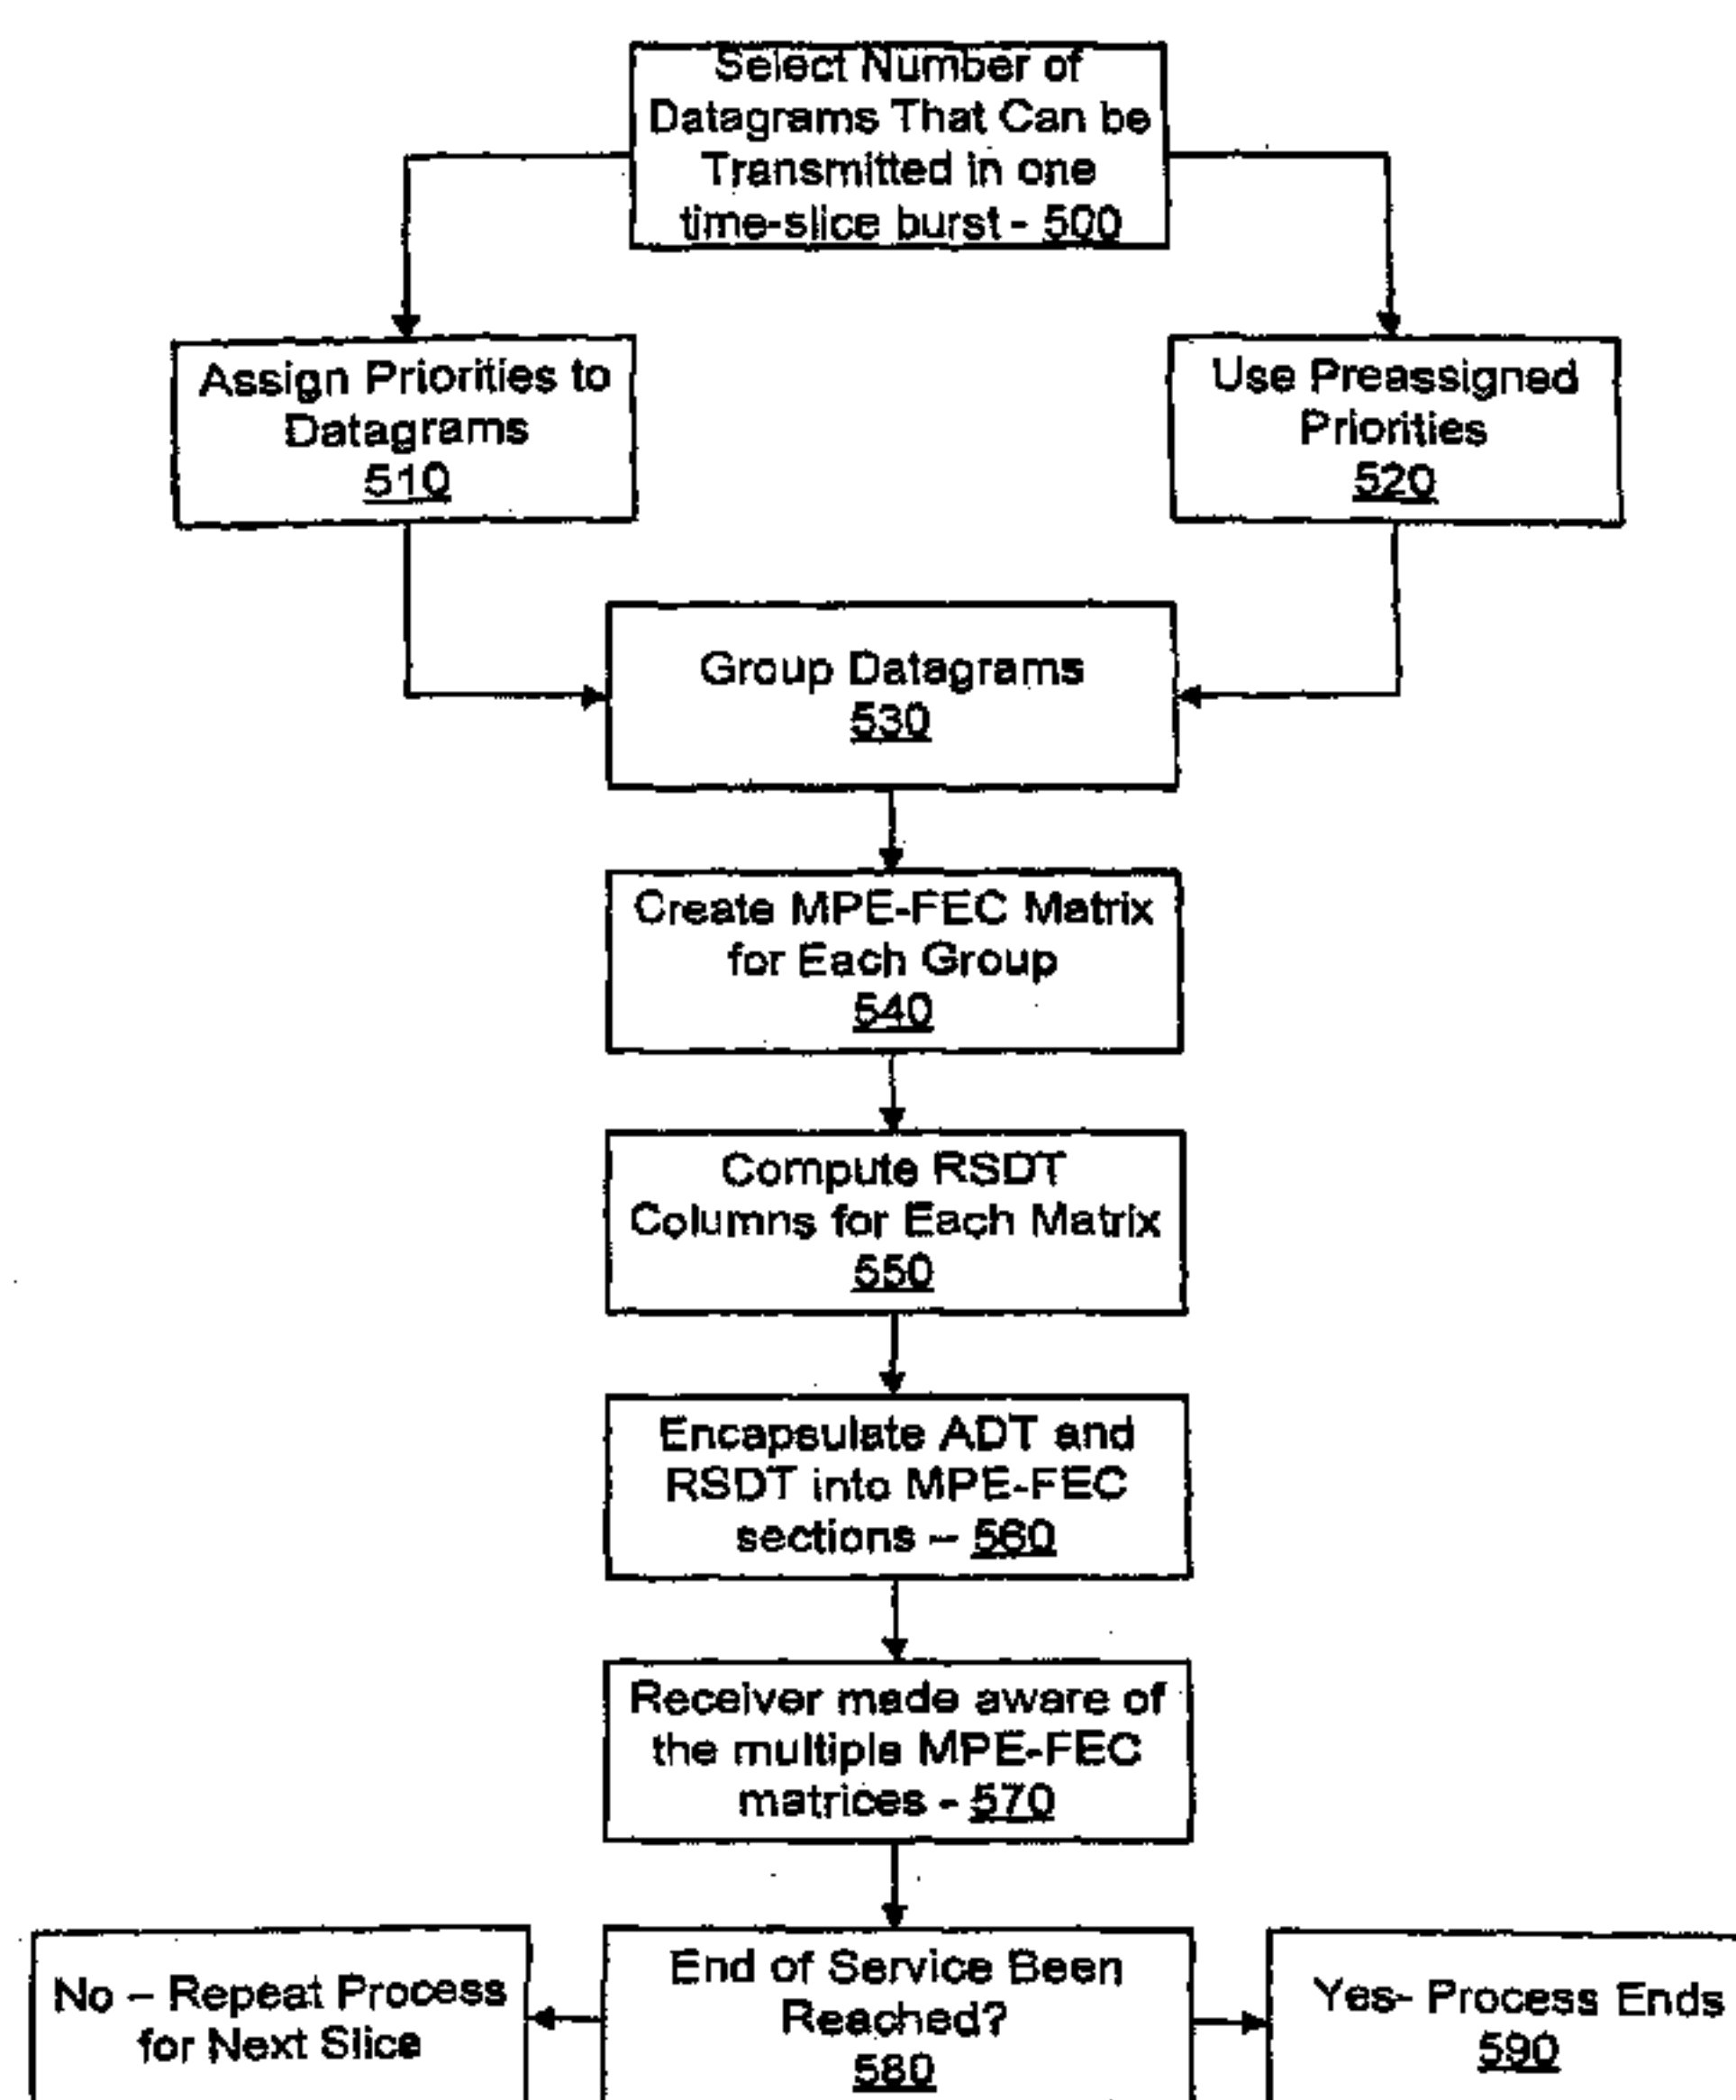 Select Number of
Datagrams That Can be
Transmitted in one
time-slice burst - 500
Assign Priorities to
Datagrams
510
Use Preassigned
Priorities
520
Group Datagrams
530
Create MPE-FEC Matrix
for Each Group
540
Compute RSDT
Columns for Each Matrix
550
Encapsulate ADT and
RSDT into MPE-FEC
sections – 560
Receiver made aware of
the multiple MPE-FEC
matrices - 570
No – Repeat Process
for Next Slice
End of Service Been
Reached?
580
Yes- Process Ends
590